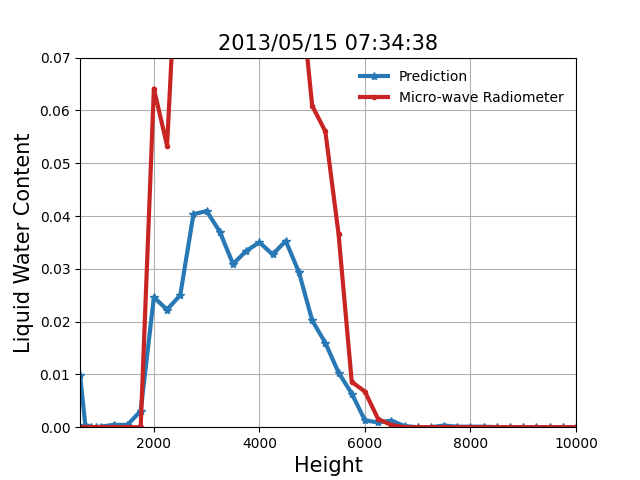 2013/05/15 07:34:38
0.07
0.06
0.05
0.04
0.03
0.02
0.01
0.00
Liquid Water Content
Prediction
Micro-wave Radiometer
2000 4000 6000 8000 10000
Height